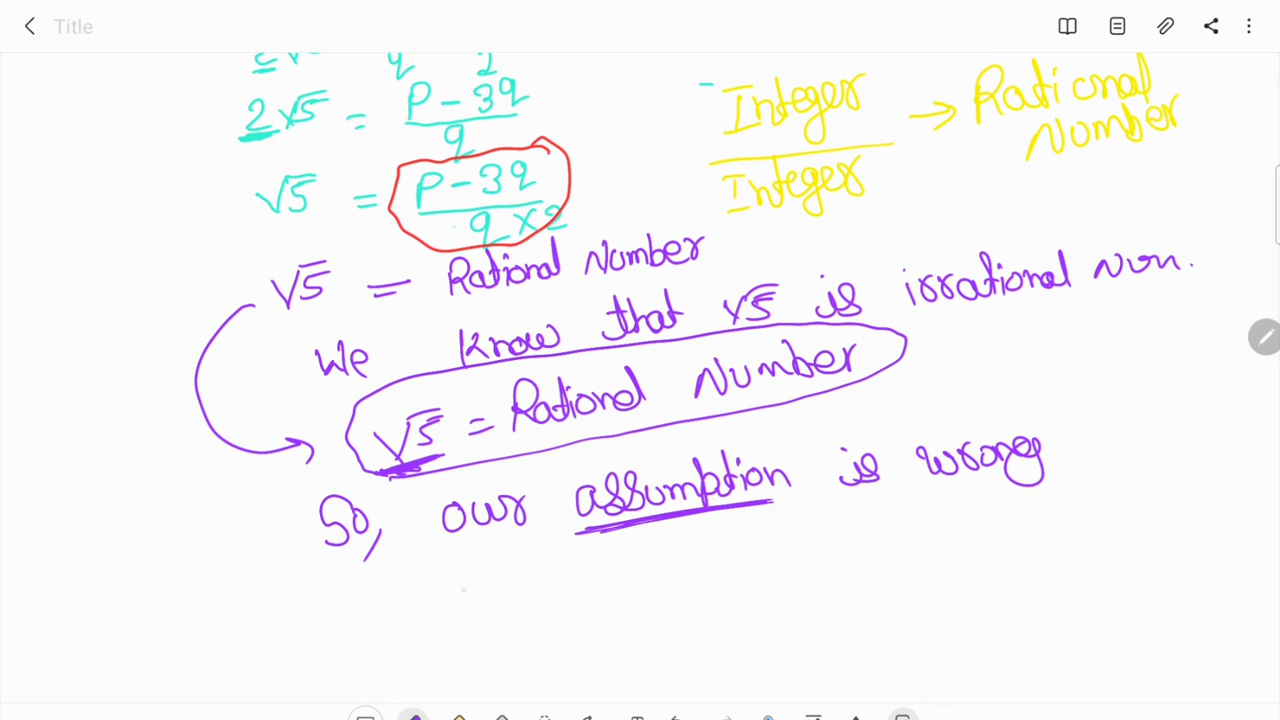 Title
2√5 = P - 3q / q
√5 = P - 3q / q × 2
Integer / Integer → Rational Number
√5 = Rational Number
We know that √5 is irrational num.
√5 = Rational Number
So, our assumption is wrong